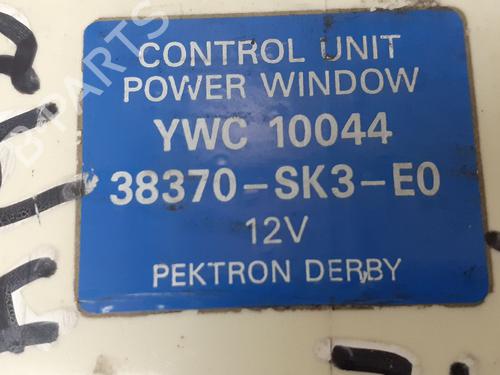 CONTROL UNIT
POWER WINDOW
YWC 10044
38370-SK3-E0
12V
PEKTRON DERBY